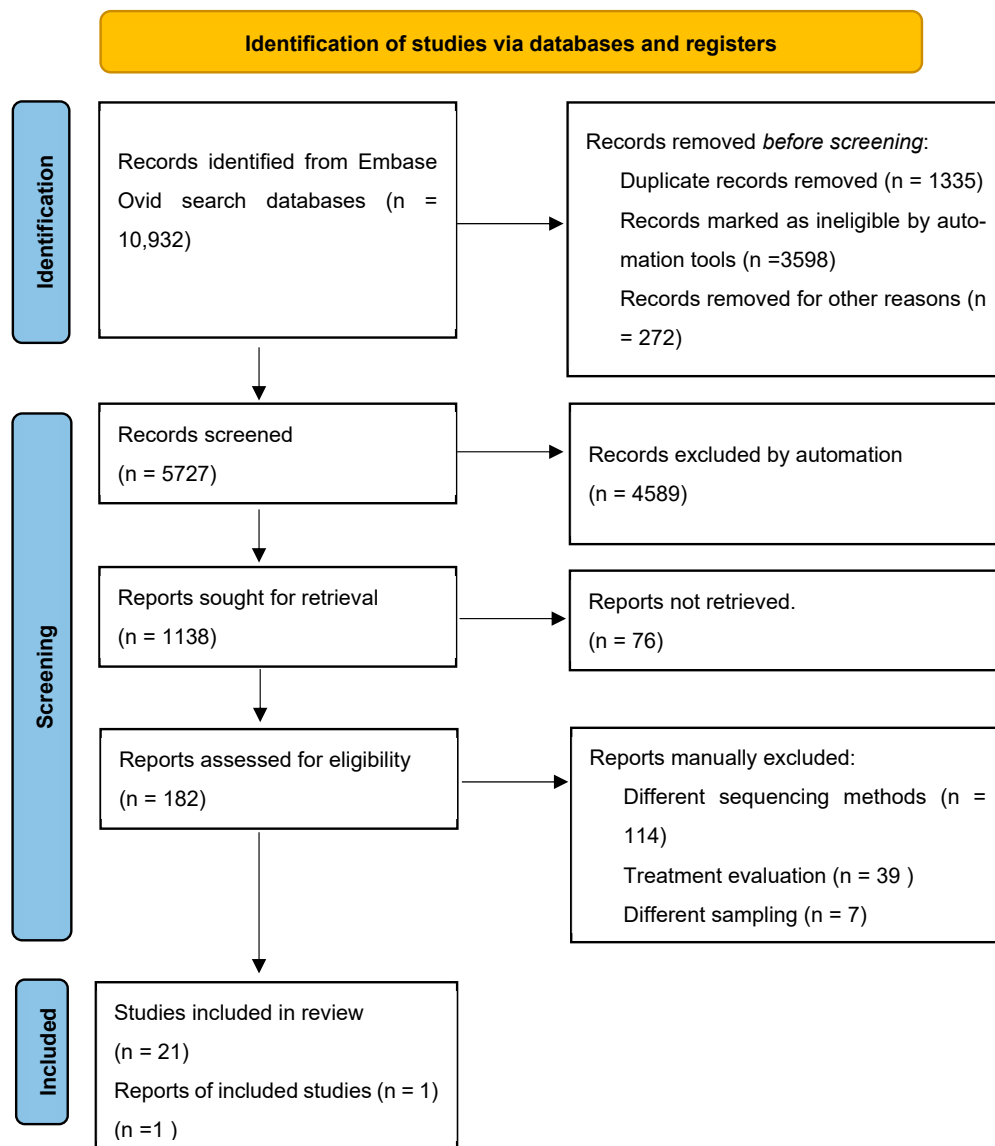 Identification of studies via databases and registers
Identification
Records identified from Embase
Ovid search databases (n =
10,932)
Records removed before screening:
Duplicate records removed (n = 1335)
Records marked as ineligible by auto-
mation tools (n =3598)
Records removed for other reasons (n
= 272)
Screening
Records screened
(n = 5727)
Records excluded by automation
(n = 4589)
Reports sought for retrieval
(n = 1138)
Reports not retrieved.
(n = 76)
Reports assessed for eligibility
(n = 182)
Reports manually excluded:
Different sequencing methods (n =
114)
Treatment evaluation (n = 39 )
Different sampling (n = 7)
Included
Studies included in review
(n = 21)
Reports of included studies (n = 1)
(n =1 )